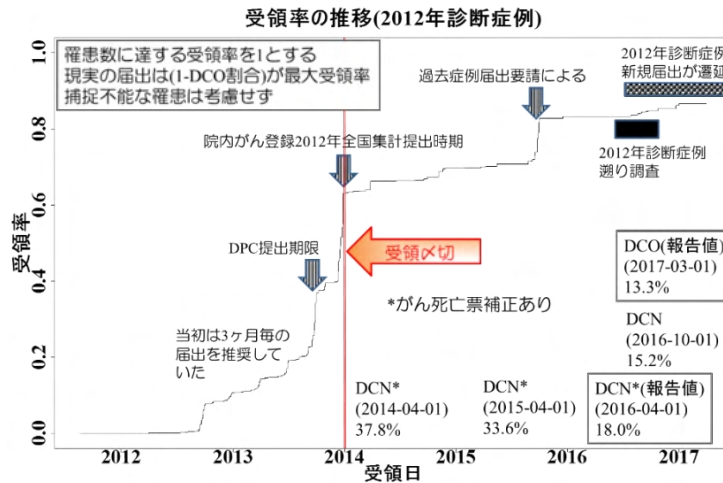 受領率の推移(2012年診断症例)
罹患数に達する受領率を1とする
現実の届出は(1-DCO割合)が最大受領率
捕捉不能な罹患は考慮せず
2012年診断症例
新規届出が遷延
過去症例届出要請による
院内がん登録2012年全国集計提出時期
2012年診断症例
遡り調査
DPC提出期限
受領〆切
DCO(報告値)
(2017-03-01)
13.3%
*がん死亡票補正あり
DCN
(2016-10-01)
15.2%
当初は3ヶ月毎の
届出を推奨して
いた
DCN*
(2014-04-01)
37.8%
DCN*
(2015-04-01)
33.6%
DCN*(報告値)
(2016-04-01)
18.0%
受領率
1.0
0.8
0.6
0.4
0.2
0.0
2012 2013 2014 2015 2016 2017
受領日